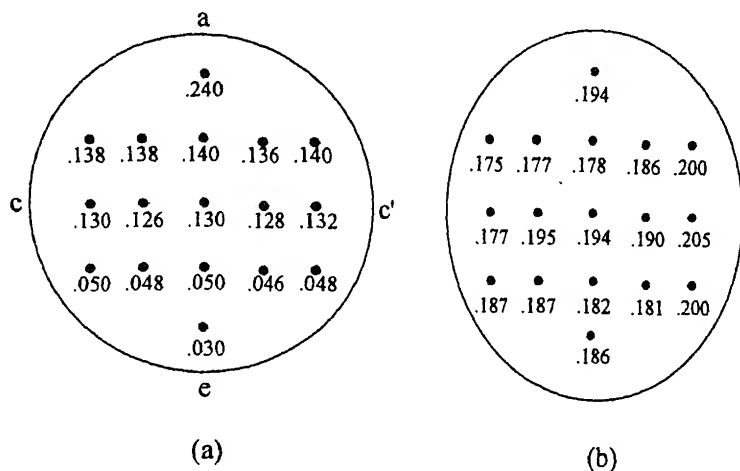 a
.240
.138 .138 .140 .136 .140
c c'
.130 .126 .130 .128 .132
.050 .048 .050 .046 .048
.030
e
(a)
.194
.175 .177 .178 .186 .200
.177 .195 .194 .190 .205
.187 .187 .182 .181 .200
.186
(b)